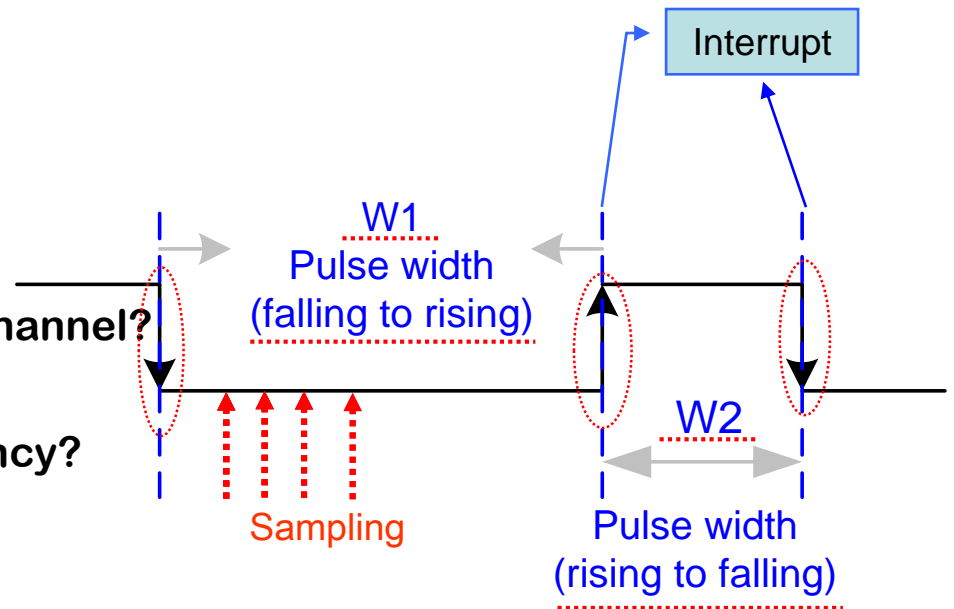 Interrupt
W1
Pulse width
(falling to rising)
hannel?
ncy?
Sampling
W2
Pulse width
(rising to falling)